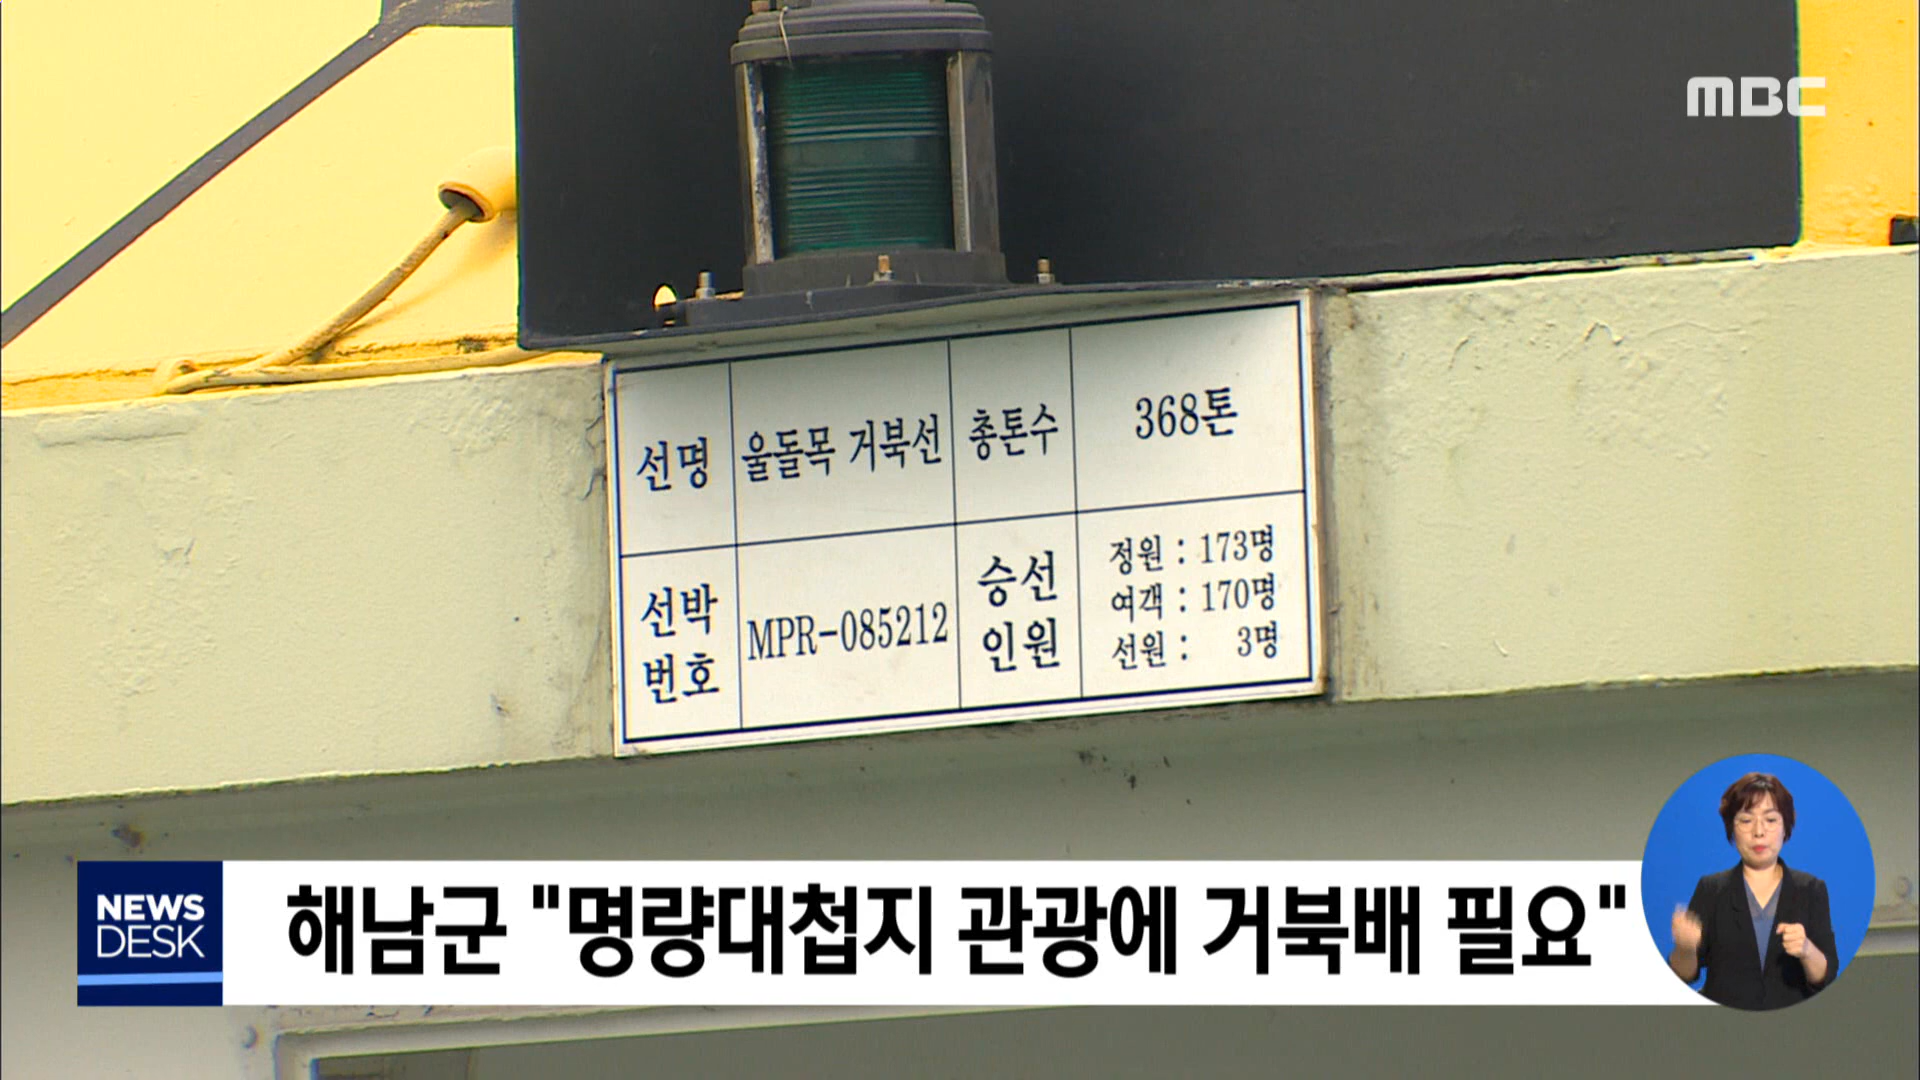 MBC
선명 울돌목 거북선 총톤수 368톤
선박
번호
MPR-085212
승선
인원
정원 : 173명
여객 : 170명
선원 : 3명
NEWS
DESK
해남군 "명량대첩지 관광에 거북배 필요"